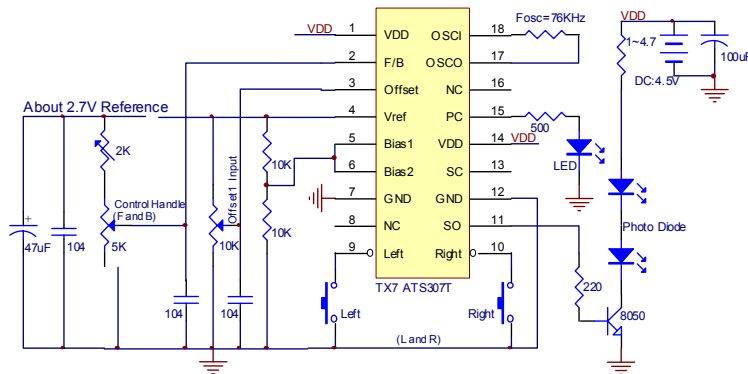 VDD
1
VDD
OSCI
18
Fosc=76KHz
2
F/B
OSCO
17
3
Offset
NC
16
About 2.7V Reference
4
Vref
PC
15
500
5
Bias1
VDD
14
VDD
6
Bias2
SC
13
7
GND
GND
12
8
NC
SO
11
9
Left
Right
10
TX7 ATS307T
2K
Control Handle
(F and B)
5K
+
47uF
104
10K
Offset1 Input
10K
10K
104
104
Left
Right
(L and R)
LED
220
8050
Photo Diode
VDD
1~4.7
DC:4.5V
100uF